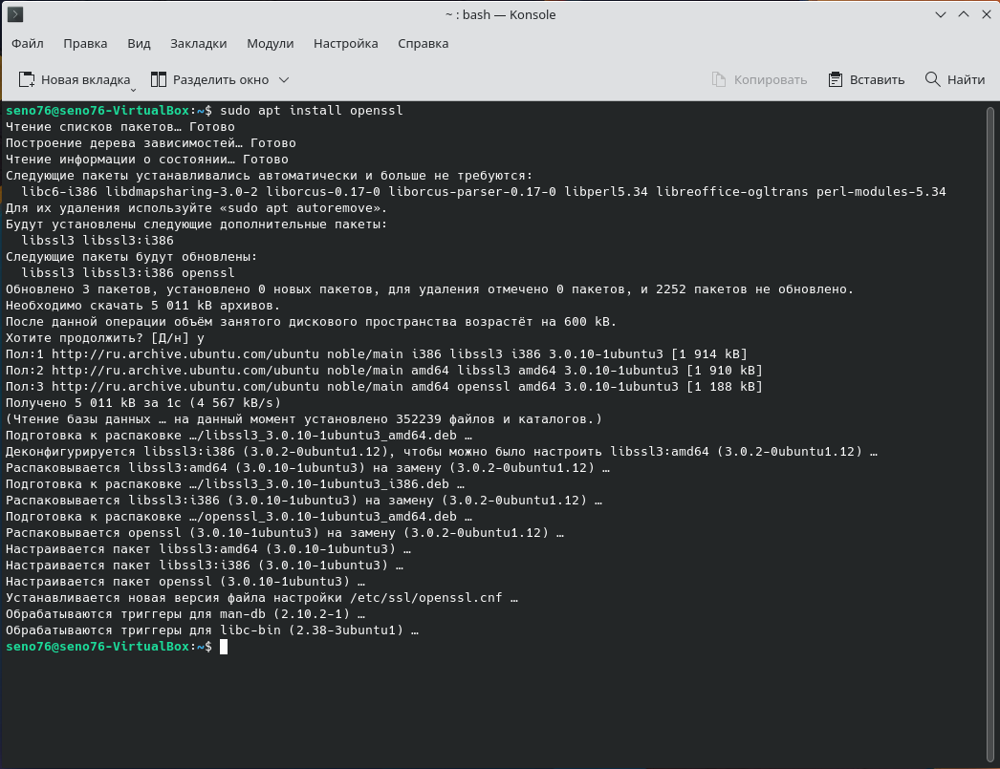 ~ : bash — Konsole
Файл Правка Вид Закладки Модули Настройка Справка
Новая вкладка Разделить окно Копировать Вставить Найти
seno76@seno76-VirtualBox:~$ sudo apt install openssl
Чтение списков пакетов… Готово
Построение дерева зависимостей… Готово
Чтение информации о состоянии… Готово
Следующие пакеты устанавливались автоматически и больше не требуются:
  libc6-i386 libdmapsharing-3.0-2 liborcus-0.17-0 liborcus-parser-0.17-0 libperl5.34 libreoffice-ogltrans perl-modules-5.34
Для их удаления используйте «sudo apt autoremove».
Будут установлены следующие дополнительные пакеты:
  libssl3 libssl3:i386
Следующие пакеты будут обновлены:
  libssl3 libssl3:i386 openssl
Обновлено 3 пакетов, установлено 0 новых пакетов, для удаления отмечено 0 пакетов, и 2252 пакетов не обновлено.
Необходимо скачать 5 011 kB архивов.
После данной операции объём занятого дискового пространства возрастёт на 600 kB.
Хотите продолжить? [Д/н] y
Пол:1 http://ru.archive.ubuntu.com/ubuntu noble/main i386 libssl3 i386 3.0.10-1ubuntu3 [1 914 kB]
Пол:2 http://ru.archive.ubuntu.com/ubuntu noble/main amd64 libssl3 amd64 3.0.10-1ubuntu3 [1 910 kB]
Пол:3 http://ru.archive.ubuntu.com/ubuntu noble/main amd64 openssl amd64 3.0.10-1ubuntu3 [1 188 kB]
Получено 5 011 kB за 1с (4 567 kB/s)
(Чтение базы данных … на данный момент установлено 352239 файлов и каталогов.)
Подготовка к распаковке …/libssl3_3.0.10-1ubuntu3_amd64.deb …
Деконфигурируется libssl3:i386 (3.0.2-0ubuntu1.12), чтобы можно было настроить libssl3:amd64 (3.0.2-0ubuntu1.12) …
Распаковывается libssl3:amd64 (3.0.10-1ubuntu3) на замену (3.0.2-0ubuntu1.12) …
Подготовка к распаковке …/libssl3_3.0.10-1ubuntu3_i386.deb …
Распаковывается libssl3:i386 (3.0.10-1ubuntu3) на замену (3.0.2-0ubuntu1.12) …
Подготовка к распаковке …/openssl_3.0.10-1ubuntu3_amd64.deb …
Распаковывается openssl (3.0.10-1ubuntu3) на замену (3.0.2-0ubuntu1.12) …
Настраивается пакет libssl3:amd64 (3.0.10-1ubuntu3) …
Настраивается пакет libssl3:i386 (3.0.10-1ubuntu3) …
Настраивается пакет openssl (3.0.10-1ubuntu3) …
Устанавливается новая версия файла настройки /etc/ssl/openssl.cnf …
Обрабатываются триггеры для man-db (2.10.2-1) …
Обрабатываются триггеры для libc-bin (2.38-3ubuntu1) …
seno76@seno76-VirtualBox:~$